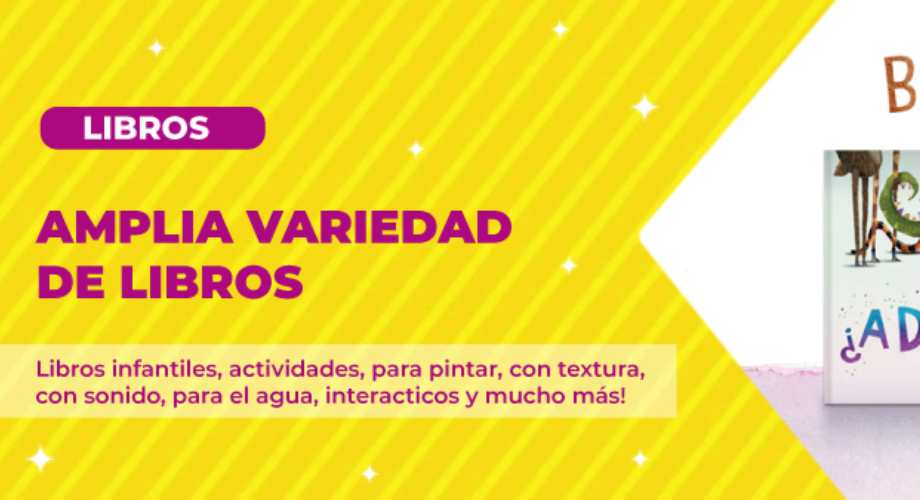 LIBROS
AMPLIA VARIEDAD
DE LIBROS
Libros infantiles, actividades, para pintar, con textura,
con sonido, para el agua, interacticos y mucho más!